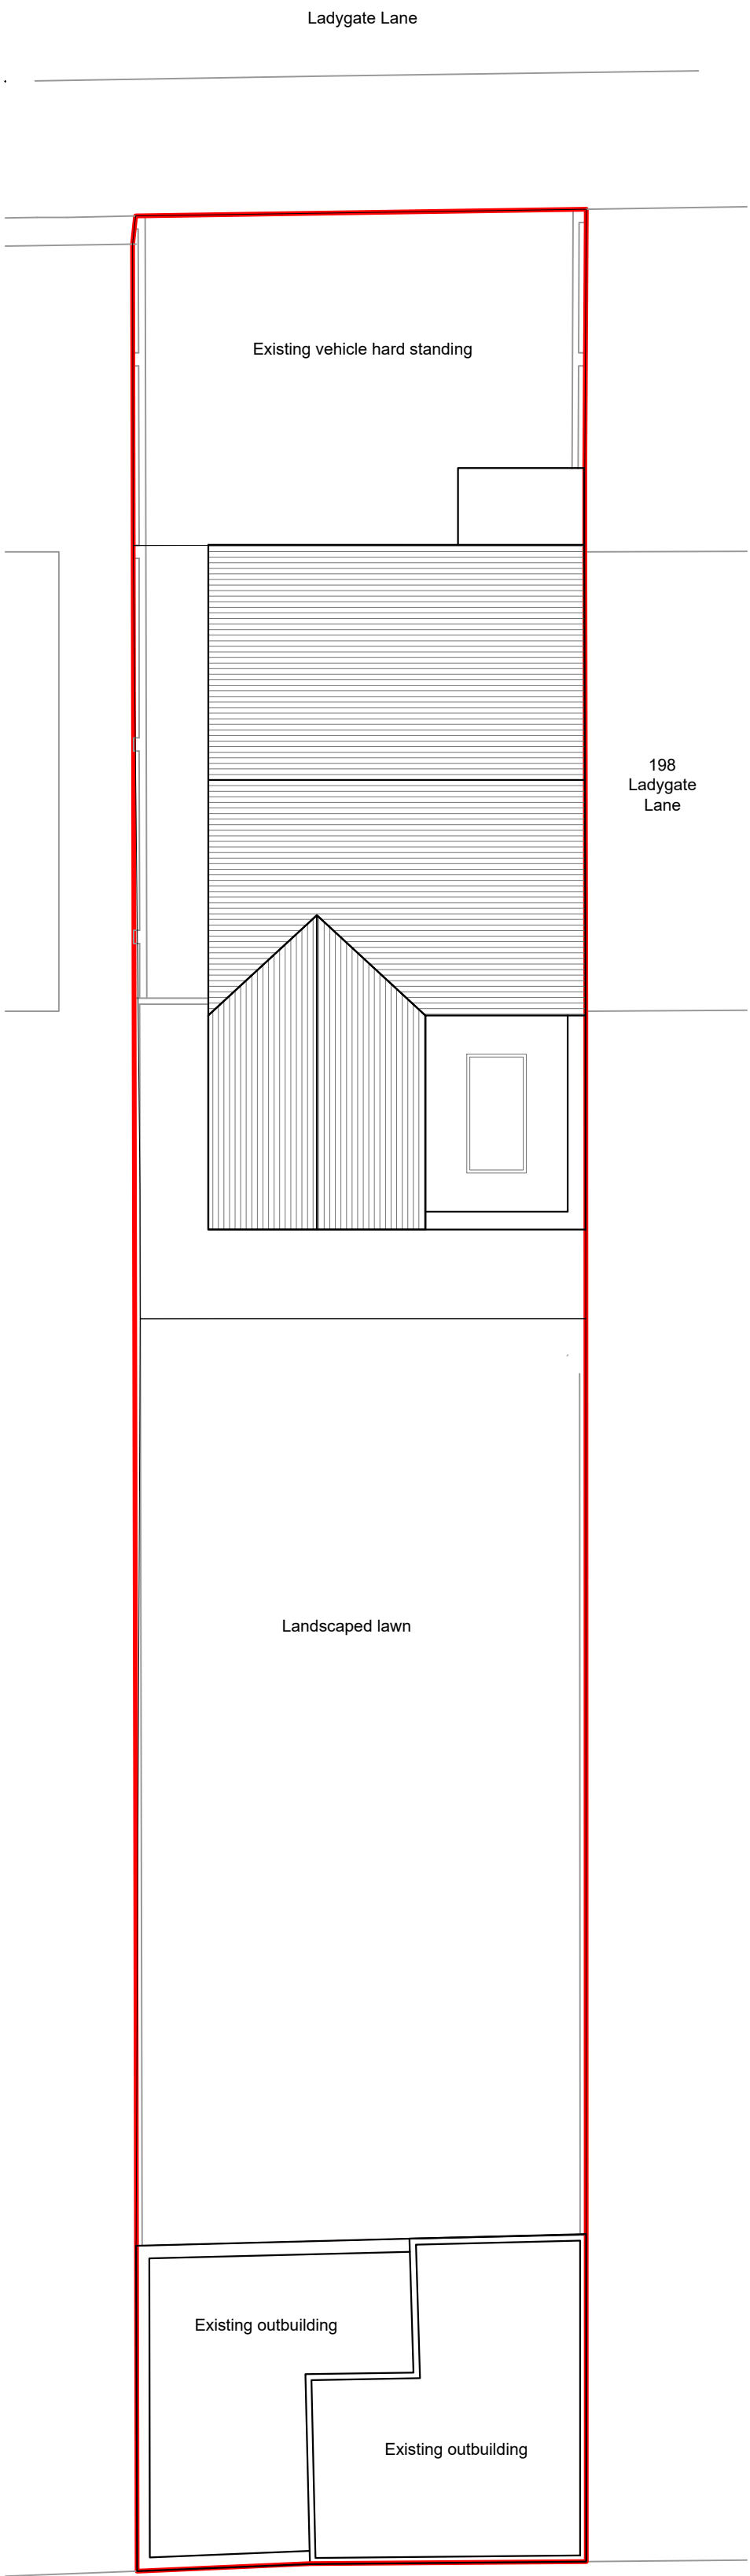 Ladygate Lane
Existing vehicle hard standing
198
Ladygate
Lane
Landscaped lawn
Existing outbuilding
Existing outbuilding